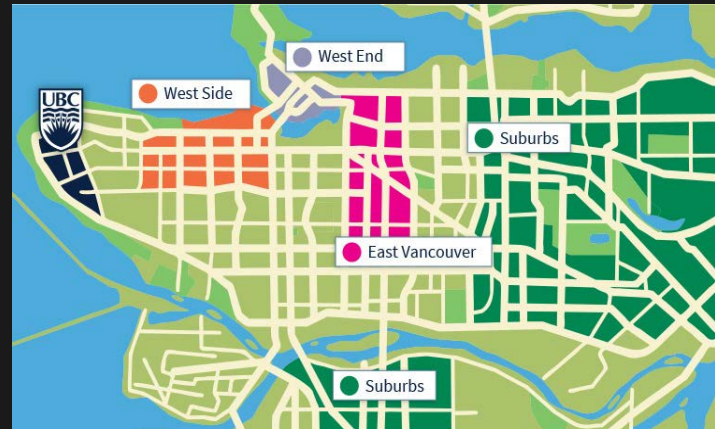 West End
West Side
UBC
Suburbs
East Vancouver
Suburbs